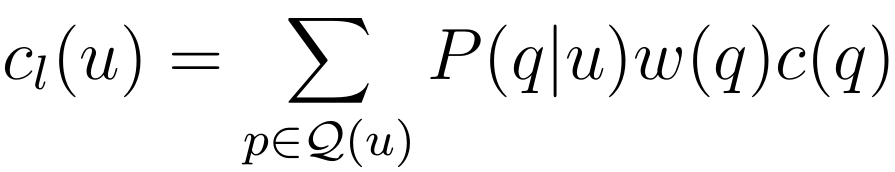 c_l(u) = \sum_{p \in \mathcal{Q}(u)} P(q|u)w(q)c(q)